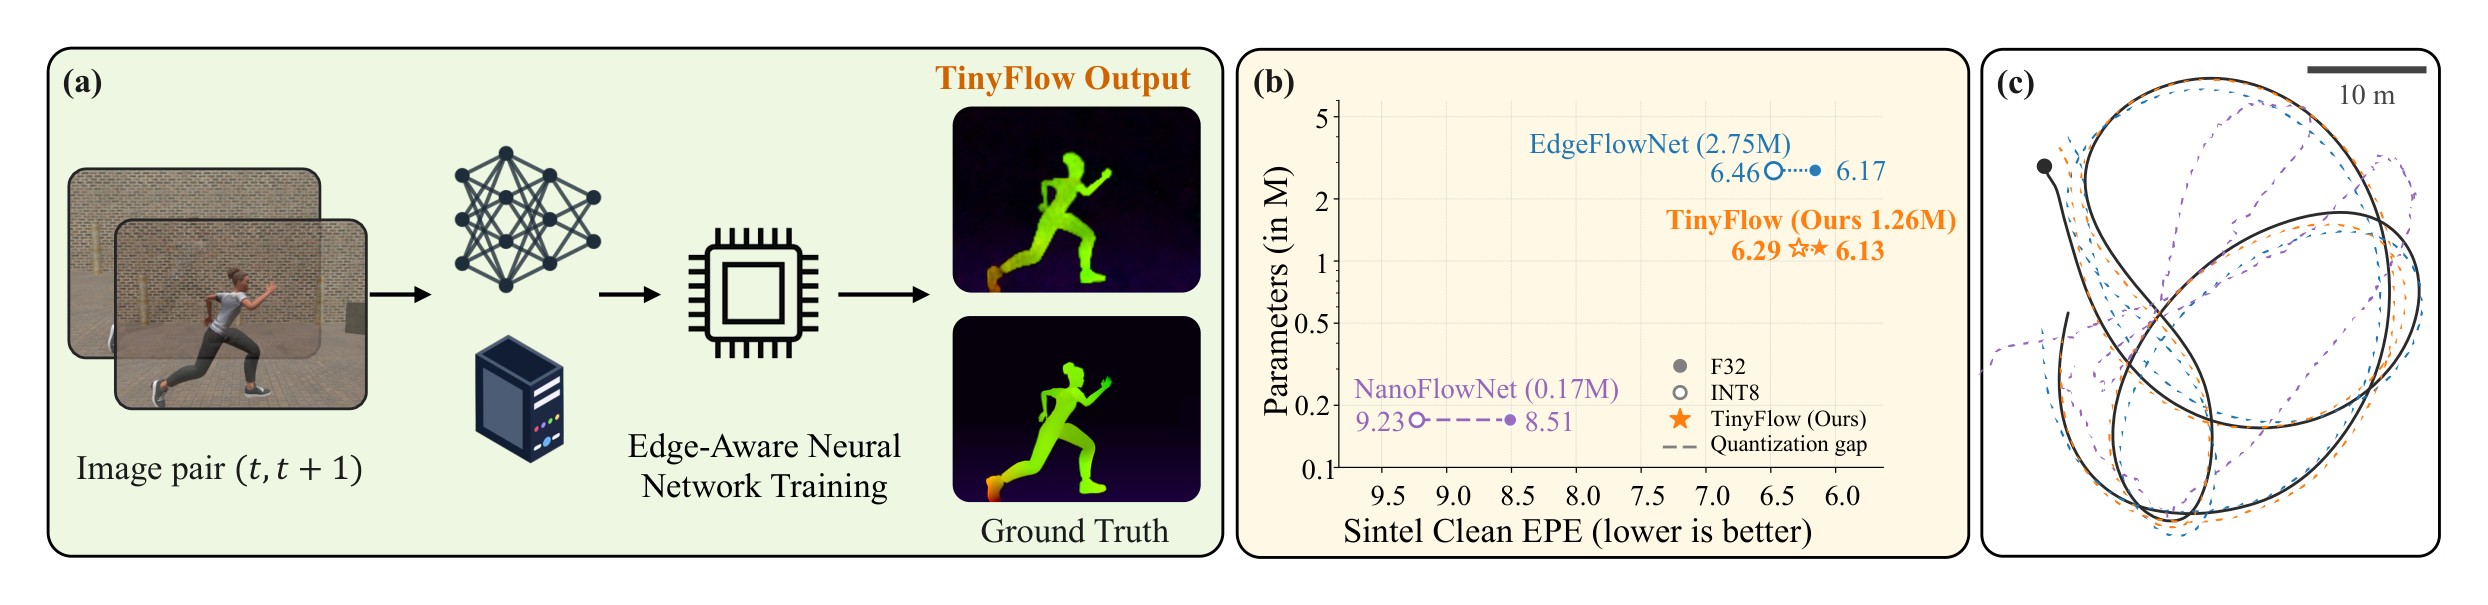 (a)
TinyFlow Output
Image pair (t, t + 1)
Edge-Aware Neural
Network Training
Ground Truth
(b)
Parameters (in M)
5
2
1
0.5
0.2
0.1
EdgeFlowNet (2.75M)
6.46 6.17
TinyFlow (Ours 1.26M)
6.29 6.13
NanoFlowNet (0.17M)
9.23 8.51
F32
INT8
TinyFlow (Ours)
Quantization gap
9.5 9.0 8.5 8.0 7.5 7.0 6.5 6.0
Sintel Clean EPE (lower is better)
(c)
10 m